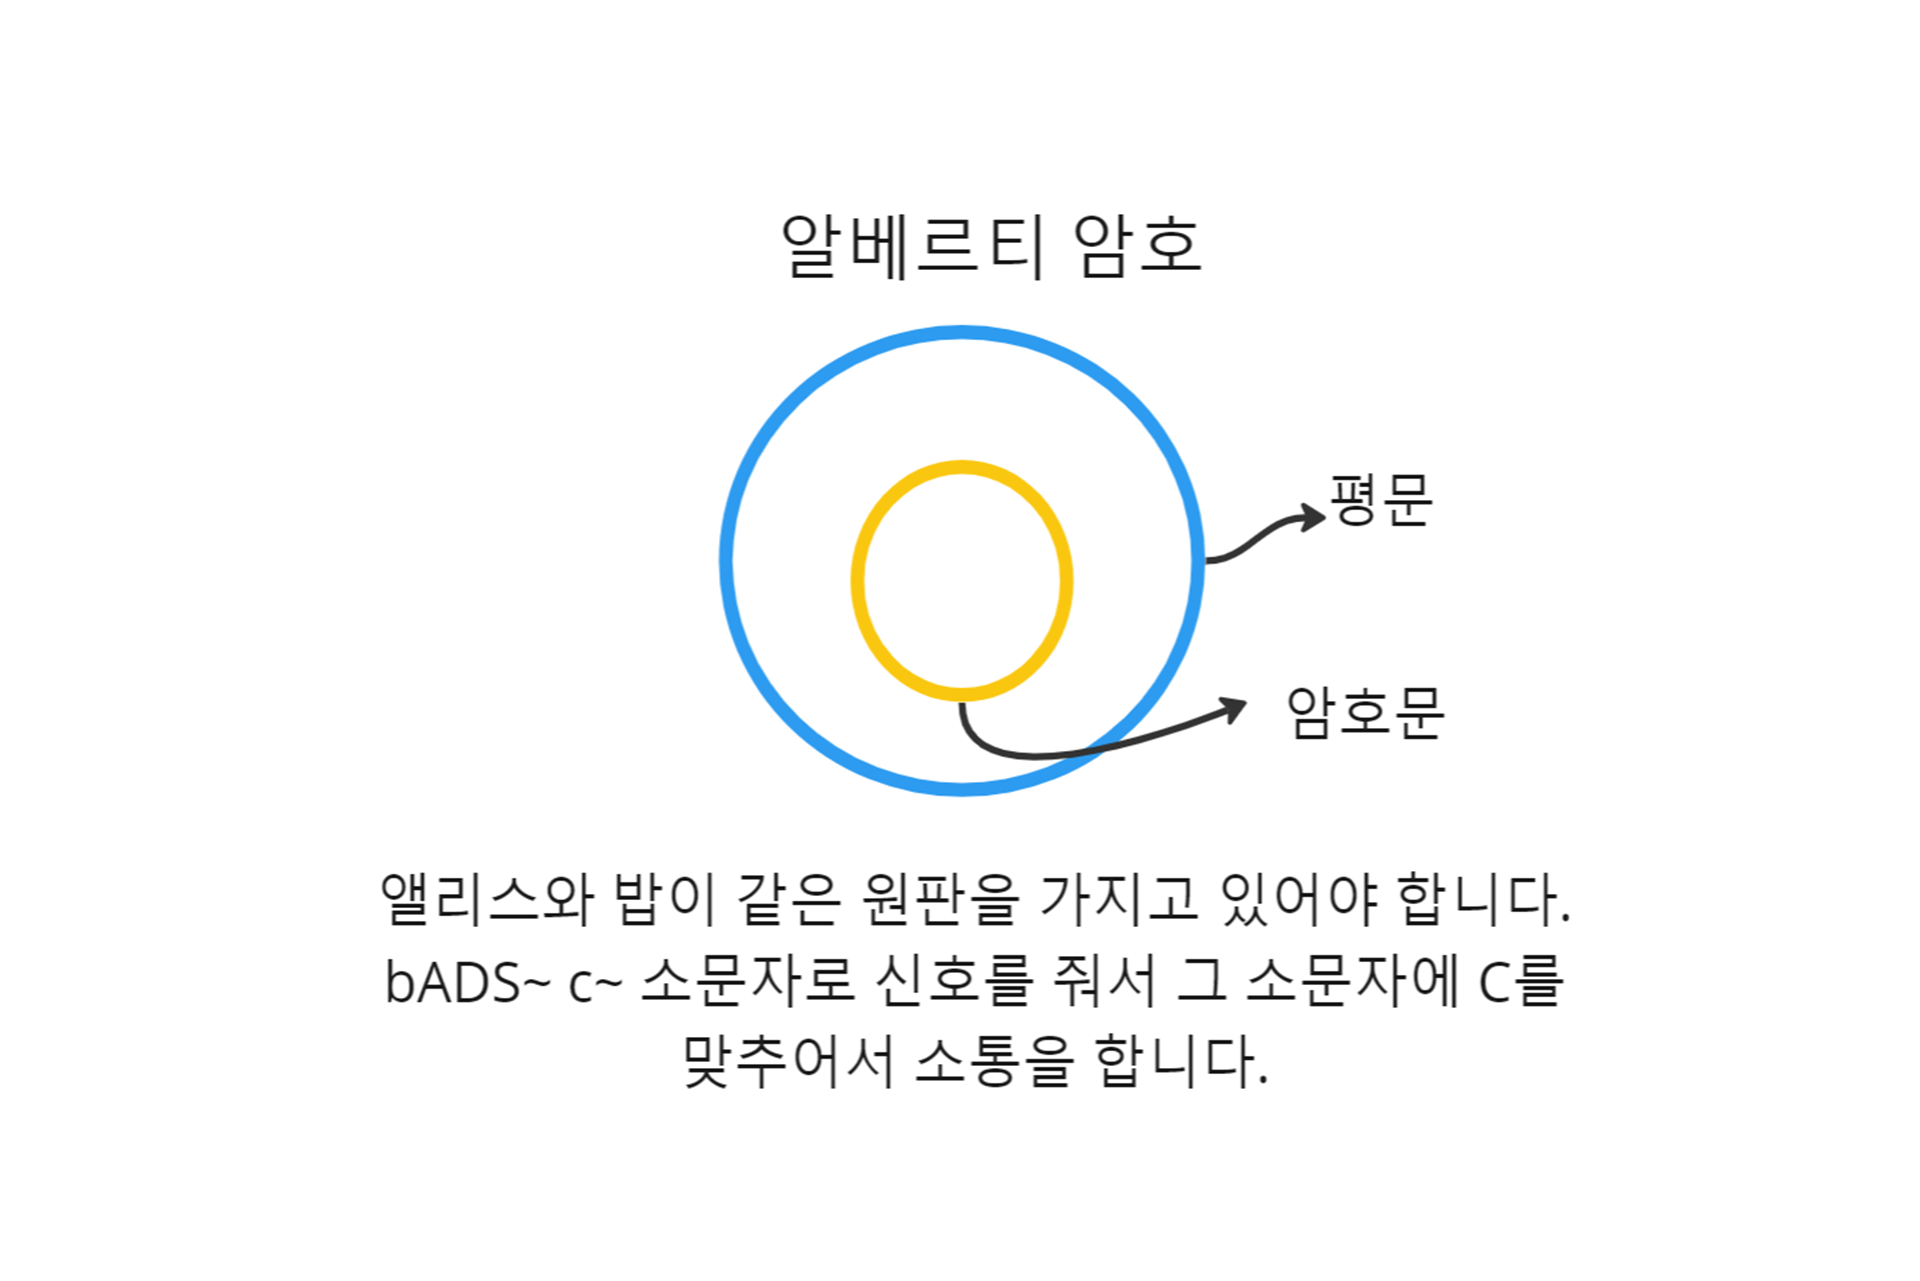 알베르티 암호
평문
암호문
앨리스와 밥이 같은 원판을 가지고 있어야 합니다.
bADS~ c~ 소문자로 신호를 줘서 그 소문자에 C를
맞추어서 소통을 합니다.